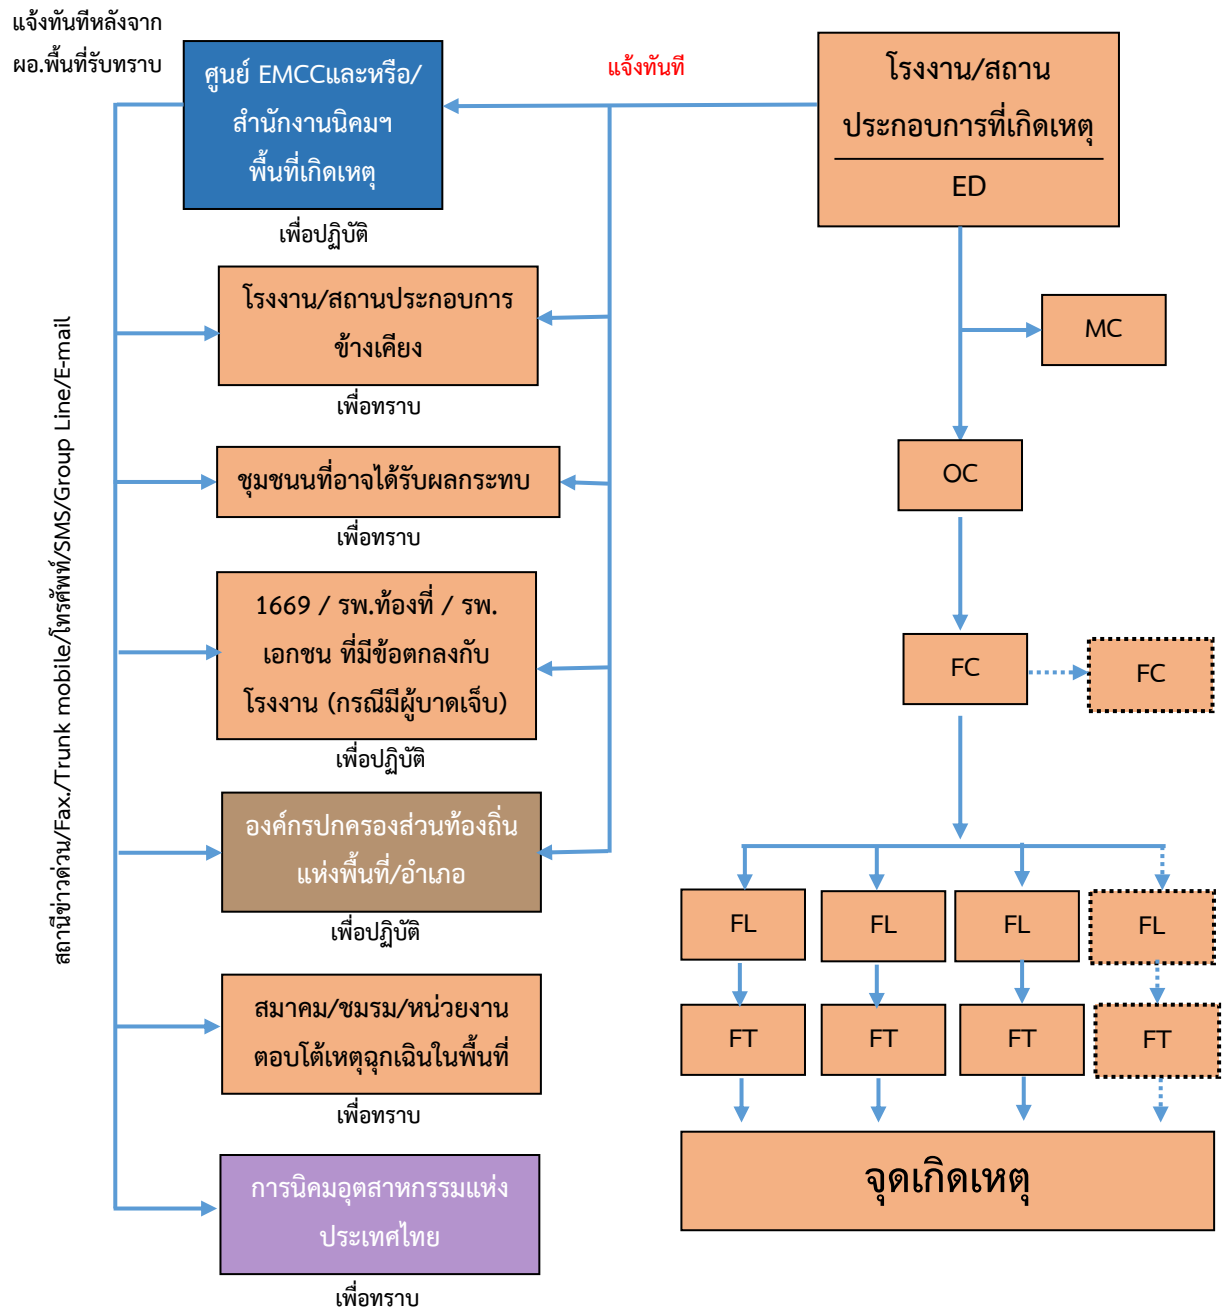 แจ้งทันทีหลังจาก
ผอ.พื้นที่รับทราบ
ศูนย์ EMCCและหรือ/
สำนักงานนิคมฯ
พื้นที่เกิดเหตุ
เพื่อปฏิบัติ
แจ้งทันที
โรงงาน/สถาน
ประกอบการที่เกิดเหตุ
ED
โรงงาน/สถานประกอบการ
ข้างเคียง
เพื่อทราบ
ชุมชนนที่อาจได้รับผลกระทบ
เพื่อทราบ
1669 / รพ.ท้องที่ / รพ.
เอกชน ที่มีข้อตกลงกับ
โรงงาน (กรณีมีผู้บาดเจ็บ)
เพื่อปฏิบัติ
องค์กรปกครองส่วนท้องถิ่น
แห่งพื้นที่/อำเภอ
เพื่อปฏิบัติ
สมาคม/ชมรม/หน่วยงาน
ตอบโต้เหตุฉุกเฉินในพื้นที่
เพื่อทราบ
การนิคมอุตสาหกรรมแห่ง
ประเทศไทย
เพื่อทราบ
สถานีข่าวด่วน/Fax./Trunk mobile/โทรศัพท์/SMS/Group Line/E-mail
MC
OC
FC
FC
FL
FL
FL
FL
FT
FT
FT
FT
จุดเกิดเหตุ